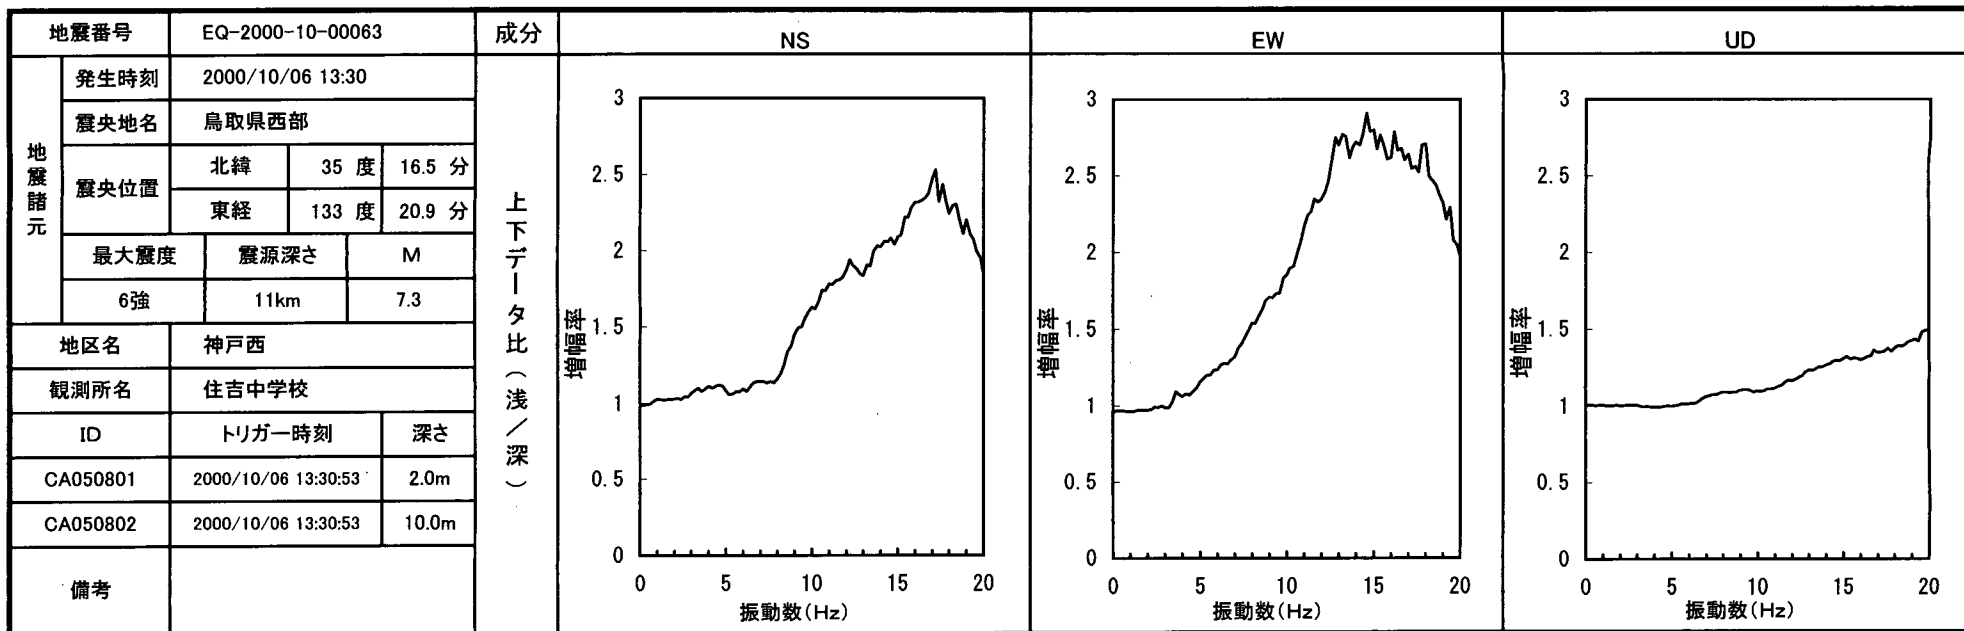 地震番号 EQ-2000-10-00063
地震諸元
発生時刻 2000/10/06 13:30
震央地名 鳥取県西部
震央位置 北緯 35 度 16.5 分
東経 133 度 20.9 分
最大震度 震源深さ M
6強 11km 7.3
地区名 神戸西
観測所名 住吉中学校
ID トリガー時刻 深さ
CA050801 2000/10/06 13:30:53 2.0m
CA050802 2000/10/06 13:30:53 10.0m
備考
成分 NS EW UD
上下データ比(浅/深)
増幅率
3
2.5
2
1.5
1
0.5
0
0 5 10 15 20
振動数(Hz)
増幅率
3
2.5
2
1.5
1
0.5
0
0 5 10 15 20
振動数(Hz)
増幅率
3
2.5
2
1.5
1
0.5
0
0 5 10 15 20
振動数(Hz)